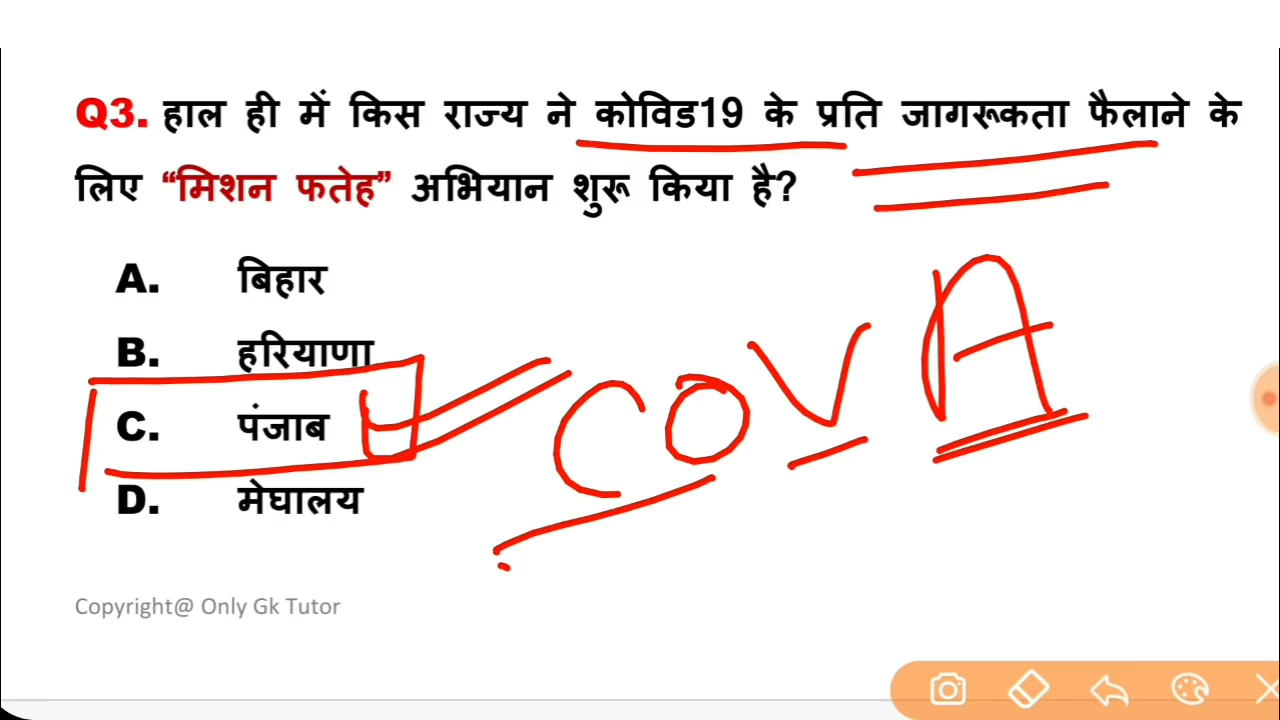 Q3. हाल ही में किस राज्य ने कोविड19 के प्रति जागरूकता फैलाने के
लिए “मिशन फतेह” अभियान शुरू किया है?
A. बिहार
B. हरियाणा
C. पंजाब
D. मेघालय
COVA
Copyright@ Only Gk Tutor